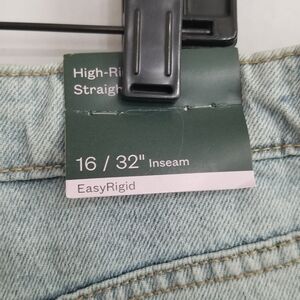 High-Ri
Straigh
16 / 32" Inseam
EasyRigid